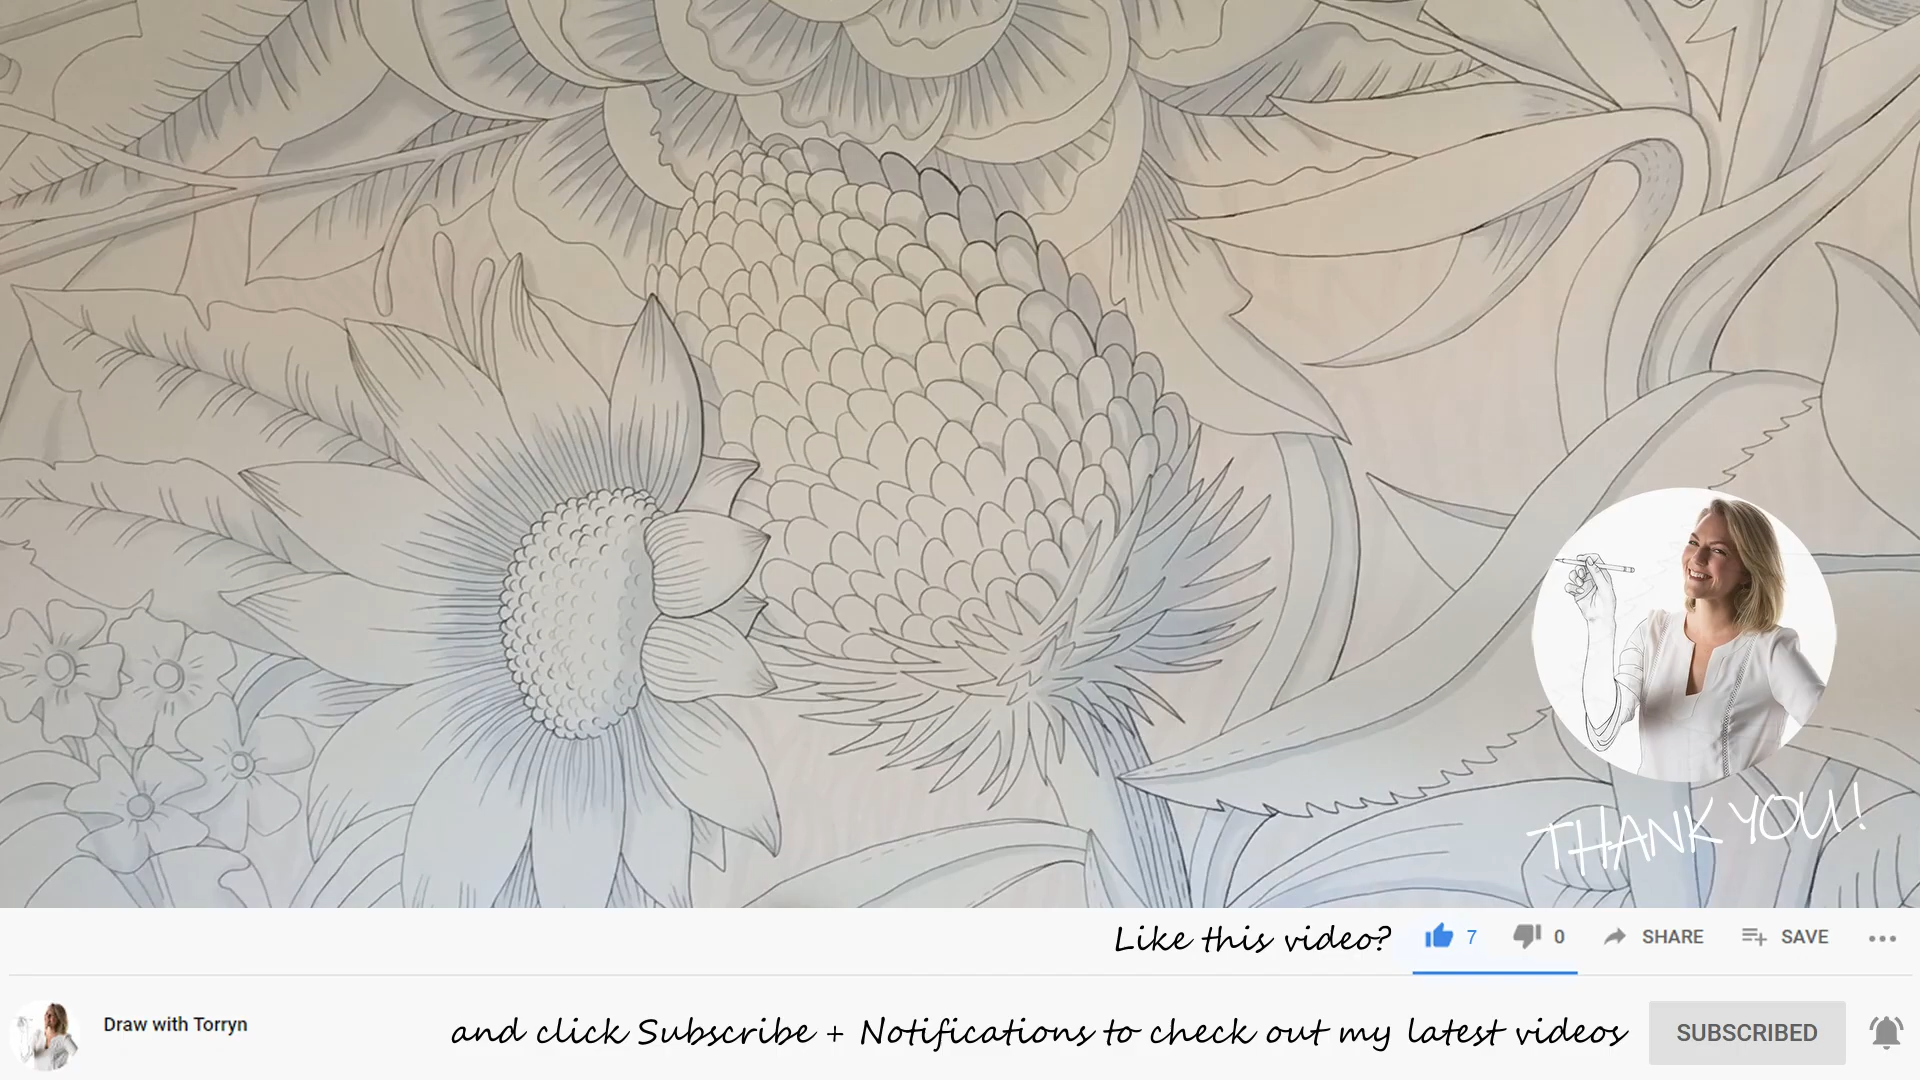 THANK YOU!
Like this video? 7 0 SHARE SAVE
Draw with Torryn
and click Subscribe + Notifications to check out my latest videos SUBSCRIBED